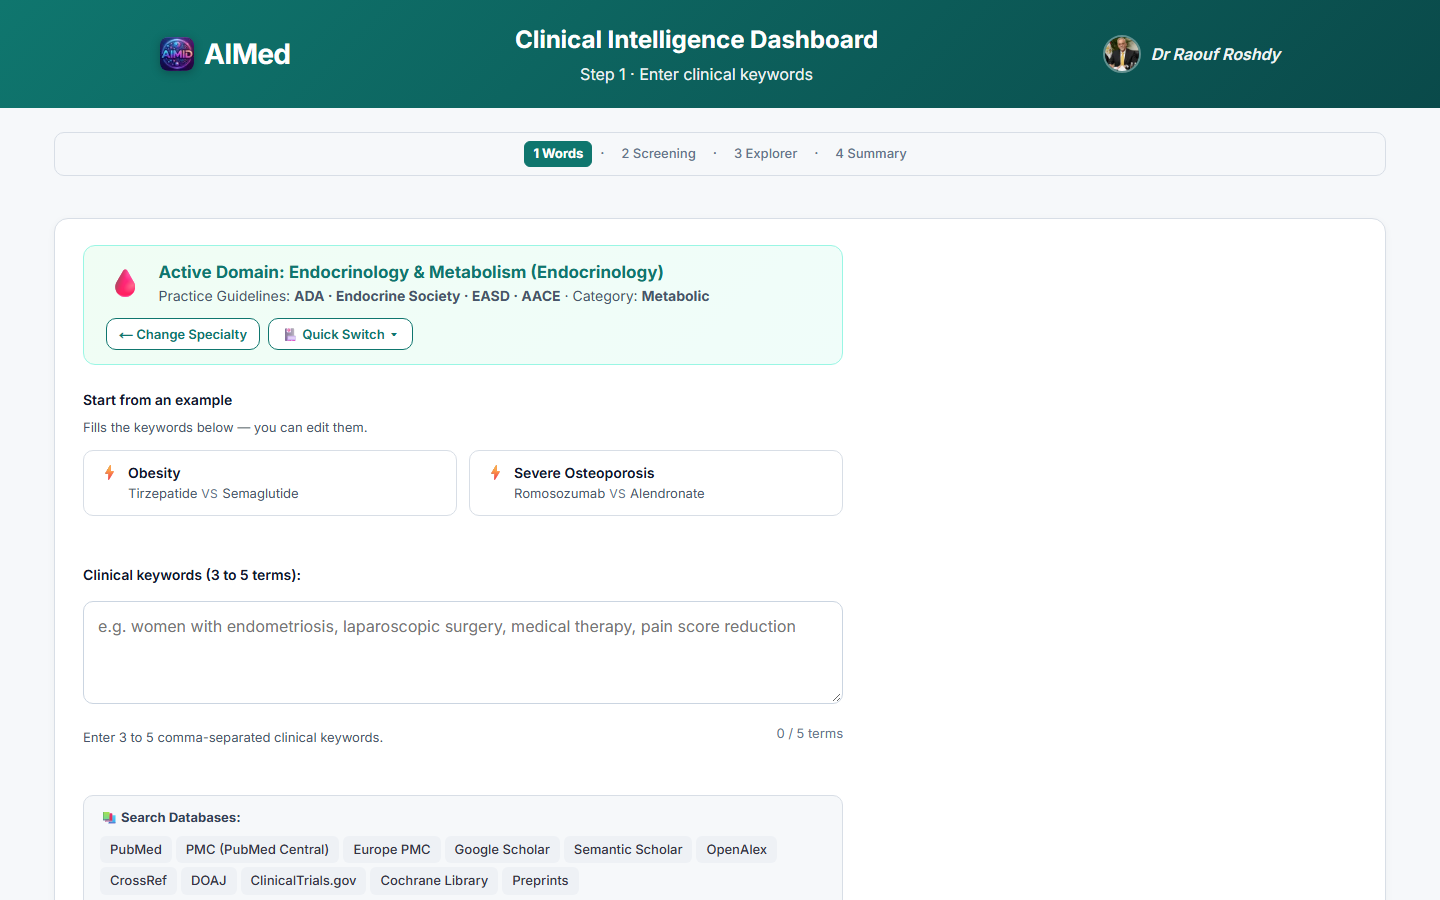 AIMED
AIMed
Clinical Intelligence Dashboard
Step 1 · Enter clinical keywords
Dr Raouf Roshdy
1 Words · 2 Screening · 3 Explorer · 4 Summary
Active Domain: Endocrinology & Metabolism (Endocrinology)
Practice Guidelines: ADA · Endocrine Society · EASD · AACE · Category: Metabolic
← Change Specialty
Quick Switch
Start from an example
Fills the keywords below — you can edit them.
Obesity
Tirzepatide VS Semaglutide
Severe Osteoporosis
Romosozumab VS Alendronate
Clinical keywords (3 to 5 terms):
e.g. women with endometriosis, laparoscopic surgery, medical therapy, pain score reduction
Enter 3 to 5 comma-separated clinical keywords.
0 / 5 terms
Search Databases:
PubMed PMC (PubMed Central) Europe PMC Google Scholar Semantic Scholar OpenAlex
CrossRef DOAJ ClinicalTrials.gov Cochrane Library Preprints